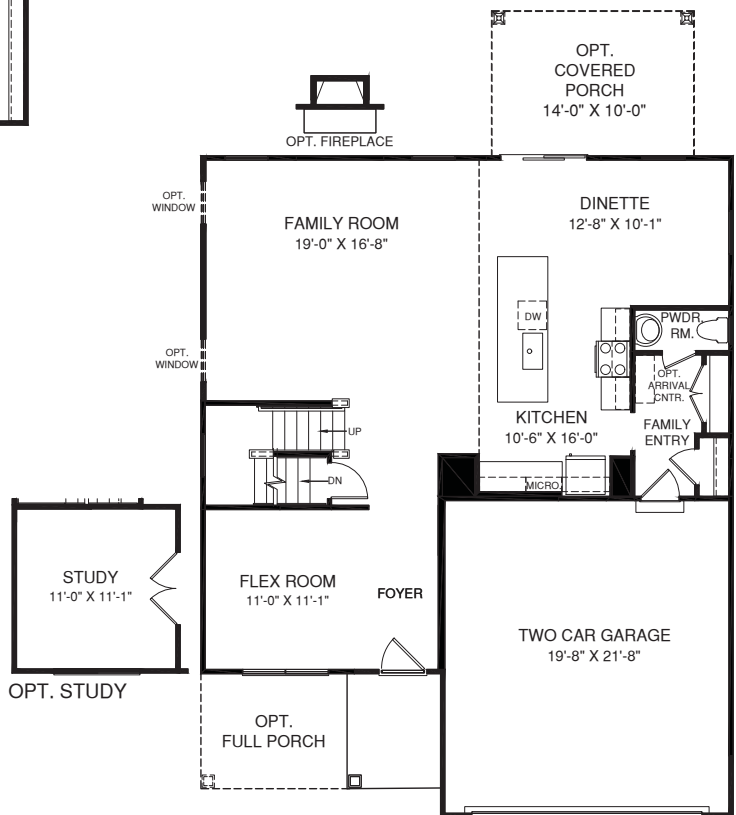 OPT.
COVERED
PORCH
14'-0" X 10'-0"
OPT. FIREPLACE
OPT.
WINDOW
FAMILY ROOM
19'-0" X 16'-8"
DINETTE
12'-8" X 10'-1"
DW
PWDR.
RM.
OPT.
WINDOW
OPT.
ARRIVAL
CNTR.
KITCHEN
10'-6" X 16'-0"
FAMILY
ENTRY
UP
DN
MICRO.
STUDY
11'-0" X 11'-1"
FLEX ROOM
11'-0" X 11'-1"
FOYER
TWO CAR GARAGE
19'-8" X 21'-8"
OPT. STUDY
OPT.
FULL PORCH